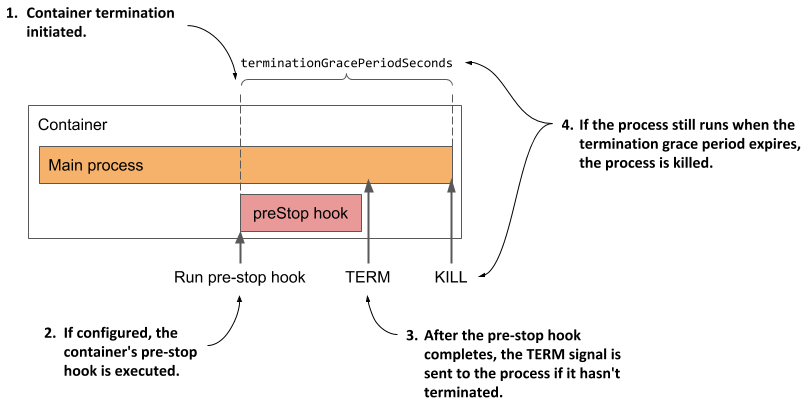 1. Container termination
initiated.
terminationGracePeriodSeconds
Container
Main process
preStop hook
Run pre-stop hook
TERM
KILL
4. If the process still runs when the
termination grace period expires,
the process is killed.
2. If configured, the
container's pre-stop
hook is executed.
3. After the pre-stop hook
completes, the TERM signal is
sent to the process if it hasn't
terminated.